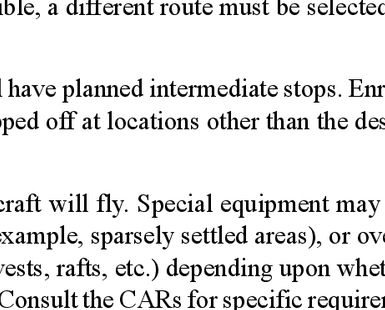 ble, a different route must be selected
have planned intermediate stops. Enr
pped off at locations other than the des
craft will fly. Special equipment may
example, sparsely settled areas), or ove
vests, rafts, etc.) depending upon whet
Consult the CARs for specific requirem